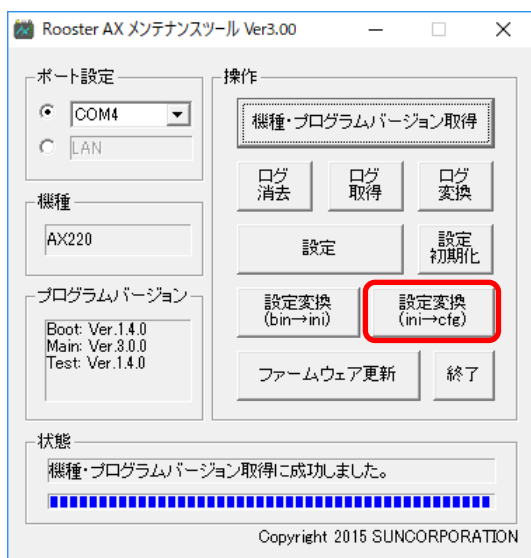 Rooster AX メンテナンスツール Ver3.00
ポート設定
COM4
LAN
機種
AX220
プログラムバージョン
Boot: Ver.1.4.0
Main: Ver.3.0.0
Test: Ver.1.4.0
操作
機種・プログラムバージョン取得
ログ
消去
ログ
取得
ログ
変換
設定
設定
初期化
設定変換
(bin→ini)
設定変換
(ini→cfg)
ファームウェア更新
終了
状態
機種・プログラムバージョン取得に成功しました。
Copyright 2015 SUNCORPORATION